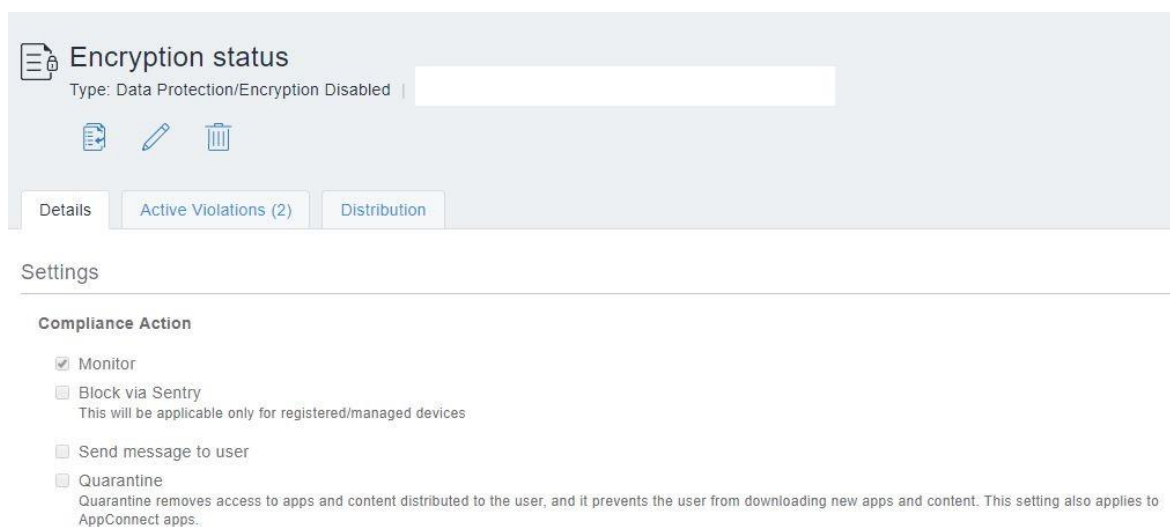 Encryption status
Type: Data Protection/Encryption Disabled |
Details
Active Violations (2)
Distribution
Settings
Compliance Action
Monitor
Block via Sentry
This will be applicable only for registered/managed devices
Send message to user
Quarantine
Quarantine removes access to apps and content distributed to the user, and it prevents the user from downloading new apps and content. This setting also applies to
AppConnect apps.